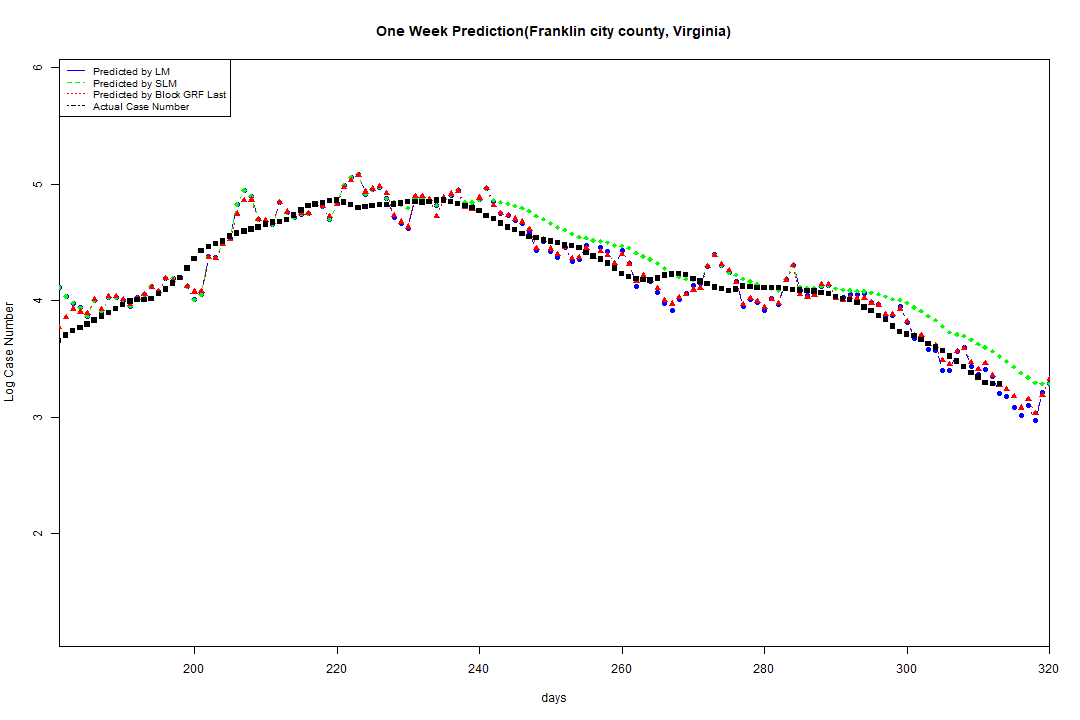 One Week Prediction(Franklin city county, Virginia)
Predicted by LM
Predicted by SLM
Predicted by Block GRF Last
Actual Case Number
6
5
4
3
2
Log Case Number
200 220 240 260 280 300 320
days